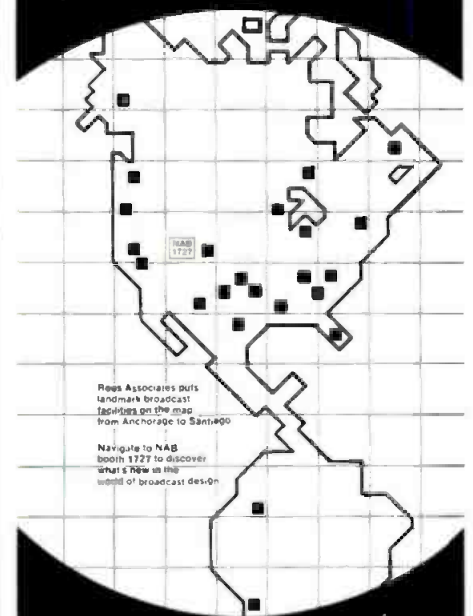 NAB
1727
Rees Associates puts
landmark broadcast
facilities on the map
from Anchorage to Santiago
Navigate to NAB
booth 1727 to discover
what's new in the
world of broadcast design